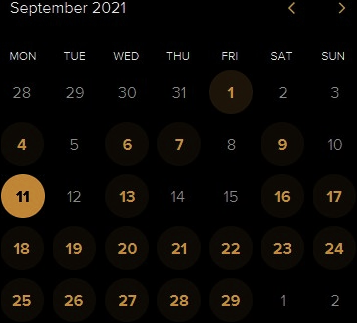 September 2021
MON TUE WED THU FRI SAT SUN
28 29 30 31 1 2 3
4 5 6 7 8 9 10
11 12 13 14 15 16 17
18 19 20 21 22 23 24
25 26 27 28 29 1 2